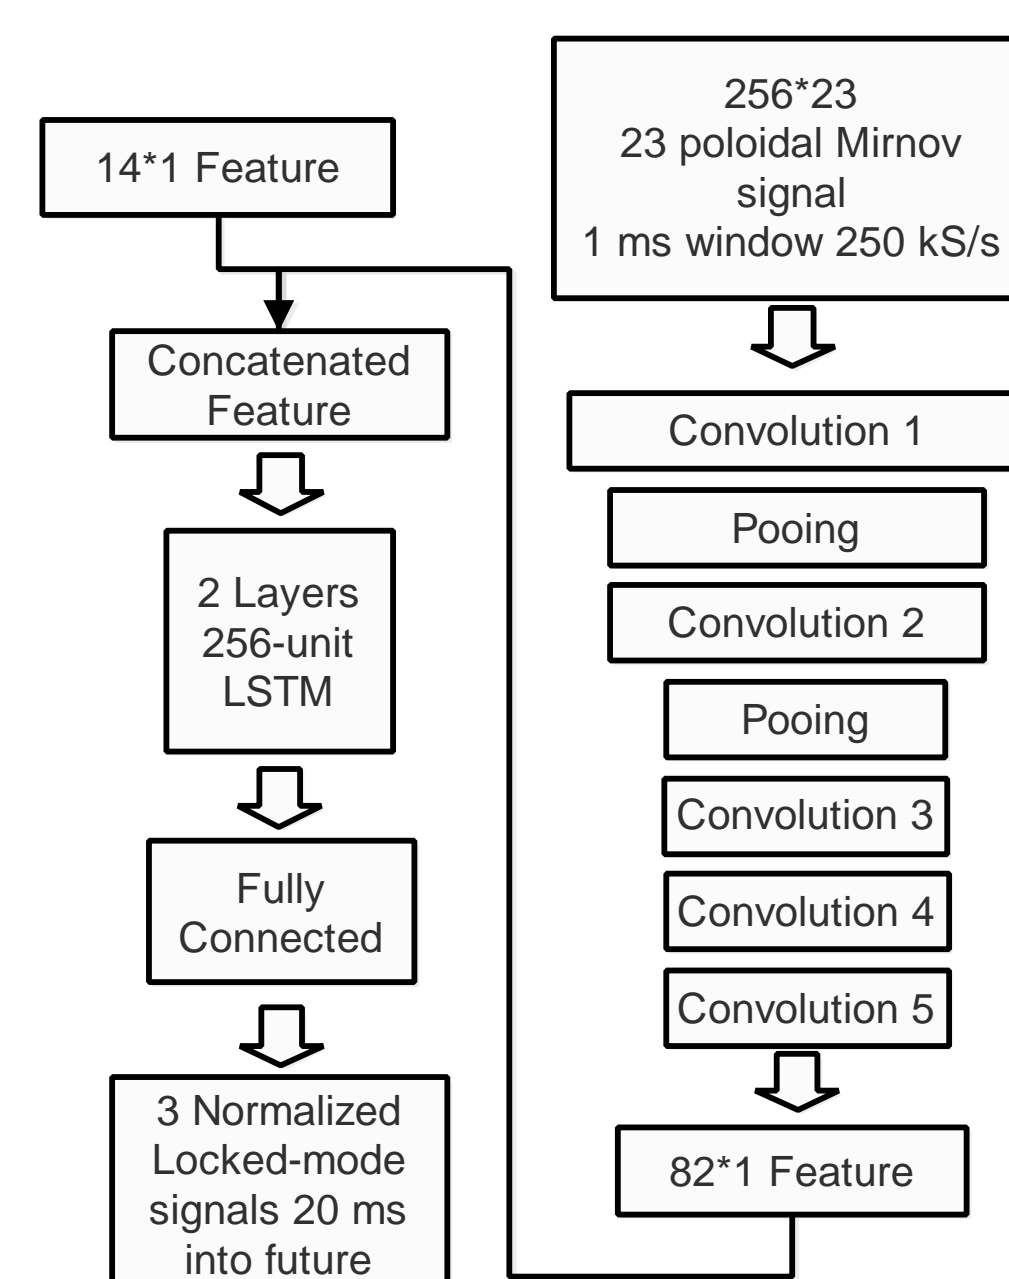 14*1 Feature
Concatenated
Feature
2 Layers
256-unit
LSTM
Fully
Connected
3 Normalized
Locked-mode
signals 20 ms
into future
256*23
23 poloidal Mirnov
signal
1 ms window 250 kS/s
Convolution 1
Pooing
Convolution 2
Pooing
Convolution 3
Convolution 4
Convolution 5
82*1 Feature